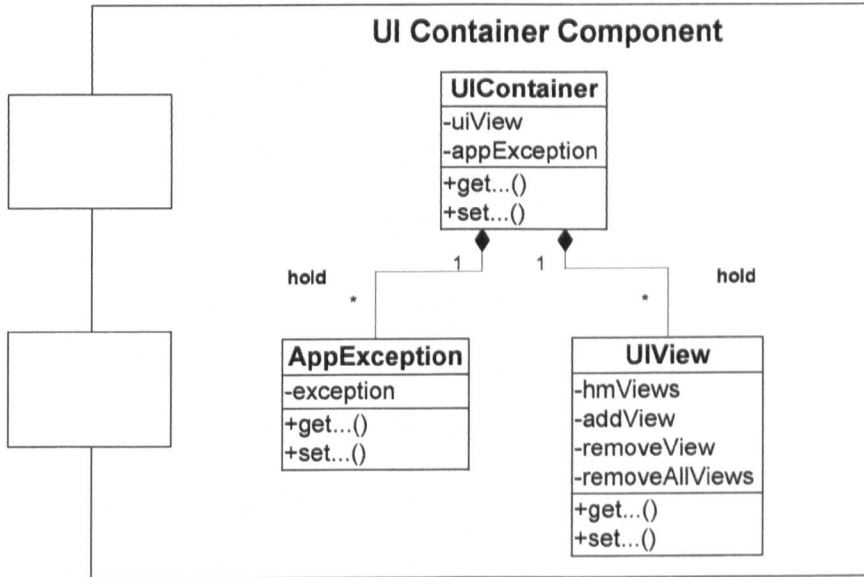 UI Container Component
UIContainer
-uiView
-appException
+get...()
+set...()
1
1
hold
hold
*
*
AppException
-exception
+get...()
+set...()
UIView
-hmViews
-addView
-removeView
-removeAllViews
+get...()
+set...()